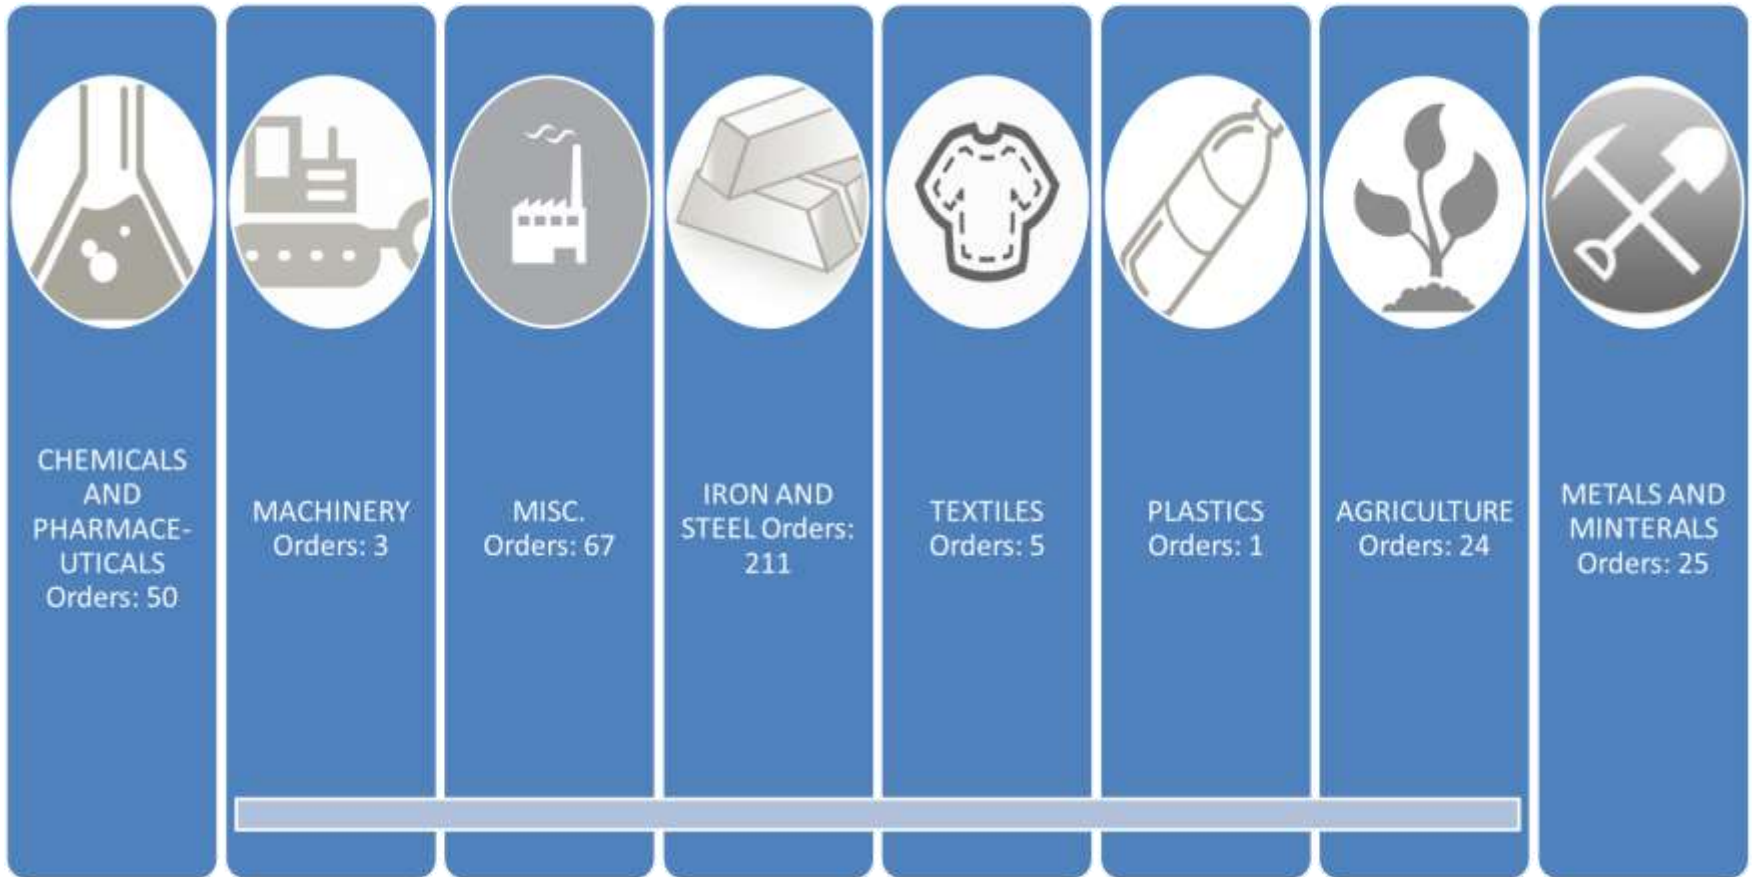 CHEMICALS
AND
PHARMACE-
UTICALS
Orders: 50
MACHINERY
Orders: 3
MISC.
Orders: 67
IRON AND
STEEL Orders:
211
TEXTILES
Orders: 5
PLASTICS
Orders: 1
AGRICULTURE
Orders: 24
METALS AND
MINTERALS
Orders: 25